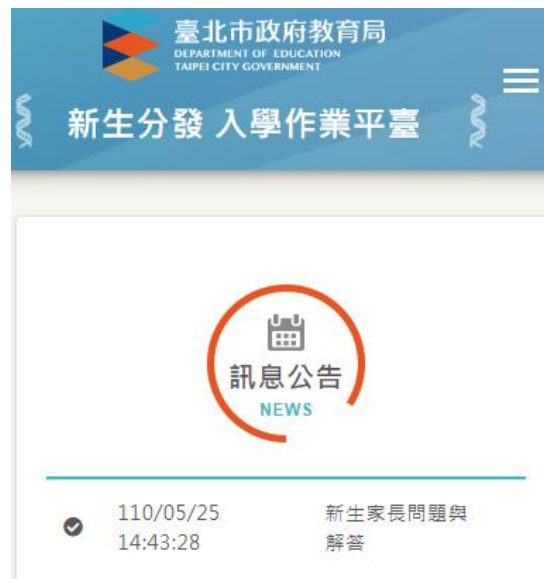 臺北市政府教育局
DEPARTMENT OF EDUCATION
TAIPEI CITY GOVERNMENT
新生分發 入學作業平臺
訊息公告
NEWS
110/05/25
14:43:28
新生家長問題與
解答